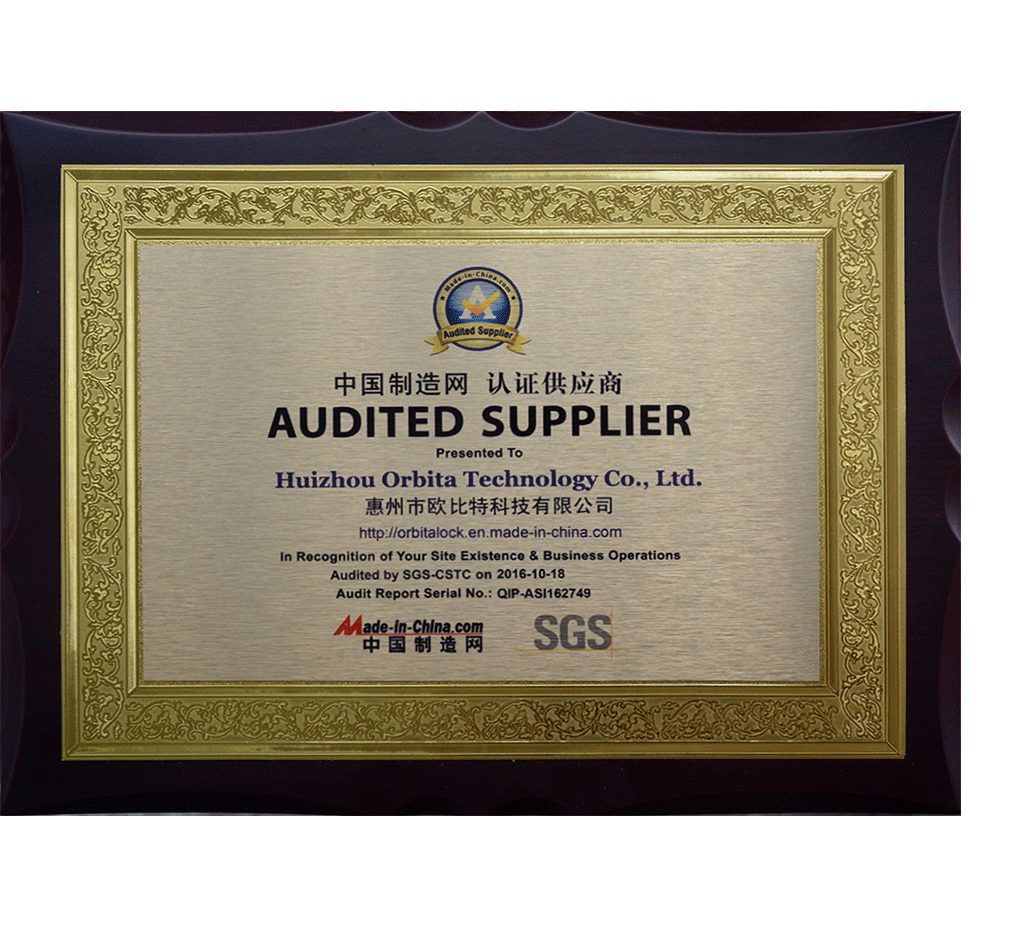 Made-in-China.com
Audited Supplier
中国制造网 认证供应商
AUDITED SUPPLIER
Presented To
Huizhou Orbita Technology Co., Ltd.
惠州市欧比特科技有限公司
http://orbitalock.en.made-in-china.com
In Recognition of Your Site Existence & Business Operations
Audited by SGS-CSTC on 2016-10-18
Audit Report Serial No.: QIP-ASI162749
Made-in-China.com
中国制造网
SGS